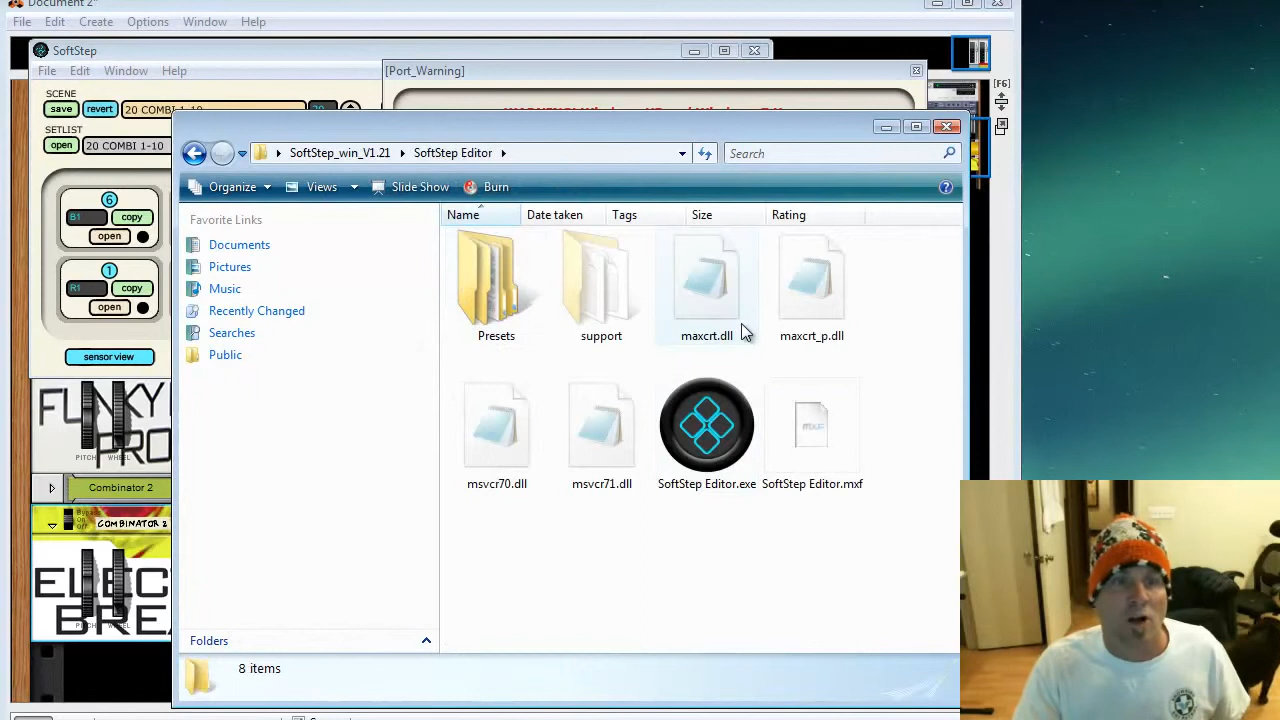 Document 2*
File Edit Create Options Window Help
SoftStep
File Edit Window Help
[Port_Warning]
[F6]
SCENE
save revert 20 COMBI 1-10 20
SETLIST
open 20 COMBI 1-10
6
B1 copy
open
1
R1 copy
open
sensor view
SoftStep_win_V1.21 SoftStep Editor Search
Organize Views Slide Show Burn
Favorite Links
Documents
Pictures
Music
Recently Changed
Searches
Public
Folders
Name Date taken Tags Size Rating
Presets support maxcrt.dll maxcrt_p.dll
msvcr70.dll msvcr71.dll SoftStep Editor.exe SoftStep Editor.mxf
8 items
PITCH WHEEL
Combinator 2
Bypass
On
Off
COMBINATOR 2
PITCH WHEEL